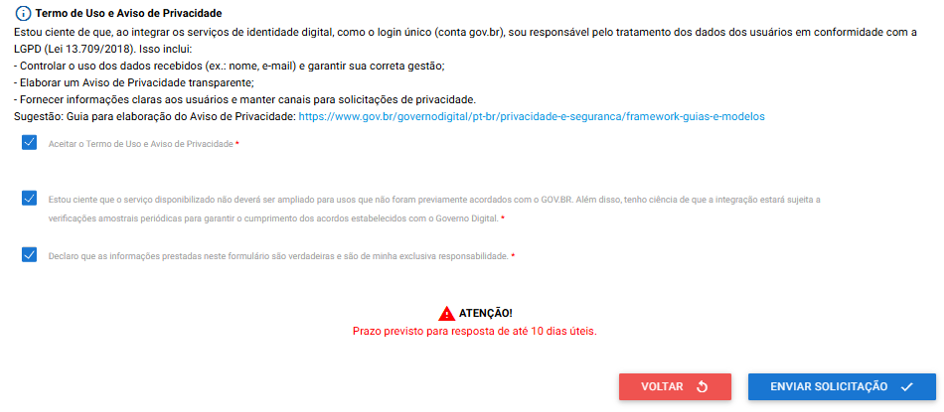 Termo de Uso e Aviso de Privacidade
Estou ciente de que, ao integrar os serviços de identidade digital, como o login único (conta gov.br), sou responsável pelo tratamento dos dados dos usuários em conformidade com a
LGPD (Lei 13.709/2018). Isso inclui:
- Controlar o uso dos dados recebidos (ex.: nome, e-mail) e garantir sua correta gestão;
- Elaborar um Aviso de Privacidade transparente;
- Fornecer informações claras aos usuários e manter canais para solicitações de privacidade.
Sugestão: Guia para elaboração do Aviso de Privacidade: https://www.gov.br/governodigital/pt-br/privacidade-e-seguranca/framework-guias-e-modelos
Aceitar o Termo de Uso e Aviso de Privacidade *
Estou ciente que o serviço disponibilizado não deverá ser ampliado para usos que não foram previamente acordados com o GOV.BR. Além disso, tenho ciência de que a integração estará sujeita a
verificações amostrais periódicas para garantir o cumprimento dos acordos estabelecidos com o Governo Digital. *
Declaro que as informações prestadas neste formulário são verdadeiras e são de minha exclusiva responsabilidade. *
ATENÇÃO!
Prazo previsto para resposta de até 10 dias úteis.
VOLTAR
ENVIAR SOLICITAÇÃO